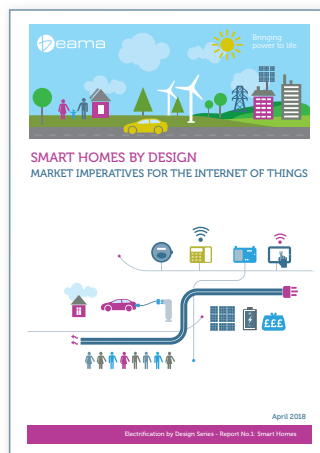 beama
Bringing
power to life
SMART HOMES BY DESIGN
MARKET IMPERATIVES FOR THE INTERNET OF THINGS
£££
April 2018
Electrification by Design Series - Report No.1: Smart Homes